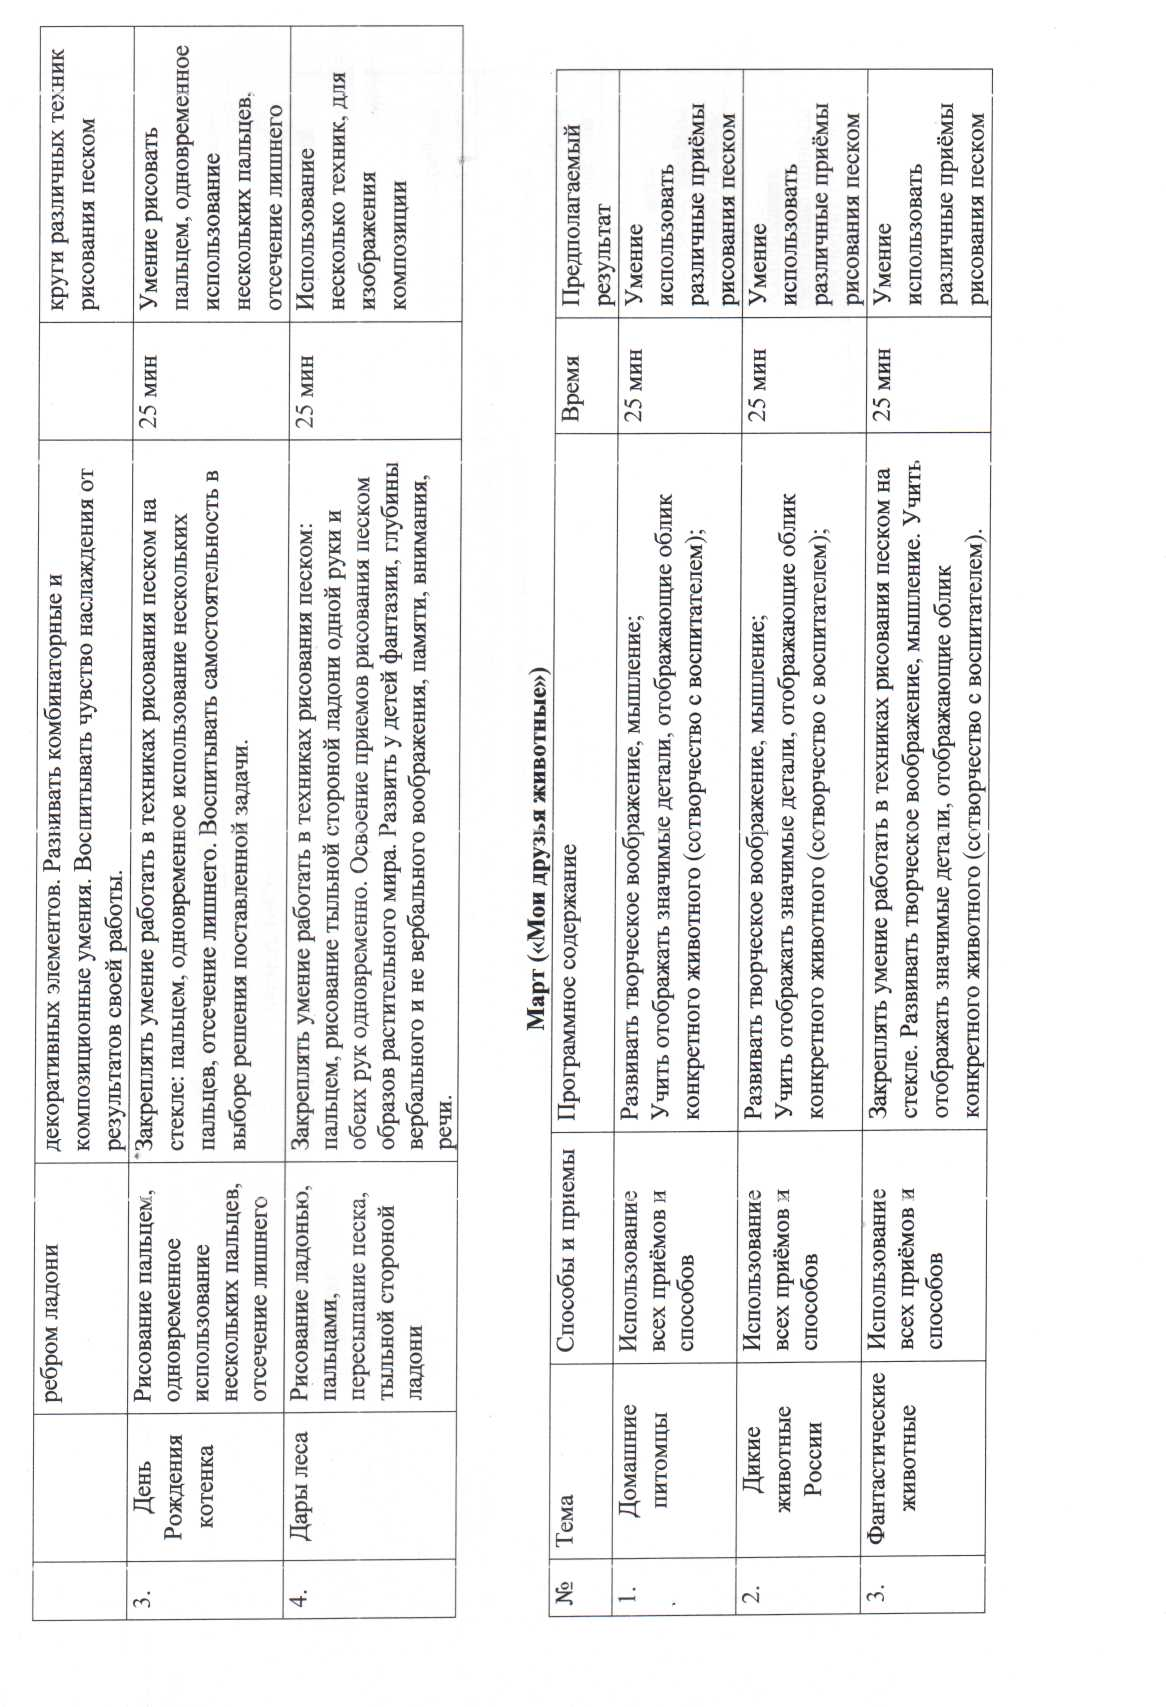 ребром ладони
декоративных элементов. Развивать комбинаторные и
композиционные умения. Воспитывать чувство наслаждения от
результатов своей работы.
круги различных техник
рисования песком
3.
День
Рождения
котенка
Рисование пальцем,
одновременное
использование
нескольких пальцев,
отсечение лишнего
Закреплять умение работать в техниках рисования песком на
стекле: пальцем, одновременное использование нескольких
пальцев, отсечение лишнего. Воспитывать самостоятельность в
выборе решения поставленной задачи.
25 мин
Умение рисовать
пальцем, одновременное
использование
нескольких пальцев,
отсечение лишнего
4.
Дары леса
Рисование ладонью,
пальцами,
пересыпание песка,
тыльной стороной
ладони
Закреплять умение работать в техниках рисования песком:
пальцем, рисование тыльной стороной ладони одной руки и
обеих рук одновременно. Освоение приемов рисования песком
образов растительного мира. Развить у детей фантазии, глубины
вербального и не вербального воображения, памяти, внимания,
речи.
25 мин
Использование
несколько техник, для
изображения
композиции
Март («Мои друзья животные»)
№
Тема
Способы и приемы
Программное содержание
Время
Предполагаемый
результат
1.
Домашние
питомцы
Использование
всех приёмов и
способов
Развивать творческое воображение, мышление;
Учить отображать значимые детали, отображающие облик
конкретного животного (сотворчество с воспитателем);
25 мин
Умение
использовать
различные приёмы
рисования песком
2.
Дикие
животные
России
Использование
всех приёмов и
способов
Развивать творческое воображение, мышление;
Учить отображать значимые детали, отображающие облик
конкретного животного (сотворчество с воспитателем);
25 мин
Умение
использовать
различные приёмы
рисования песком
3.
Фантастические
животные
Использование
всех приёмов и
способов
Закреплять умение работать в техниках рисования песком на
стекле. Развивать творческое воображение, мышление. Учить
отображать значимые детали, отображающие облик
конкретного животного (сотворчество с воспитателем).
25 мин
Умение
использовать
различные приёмы
рисования песком